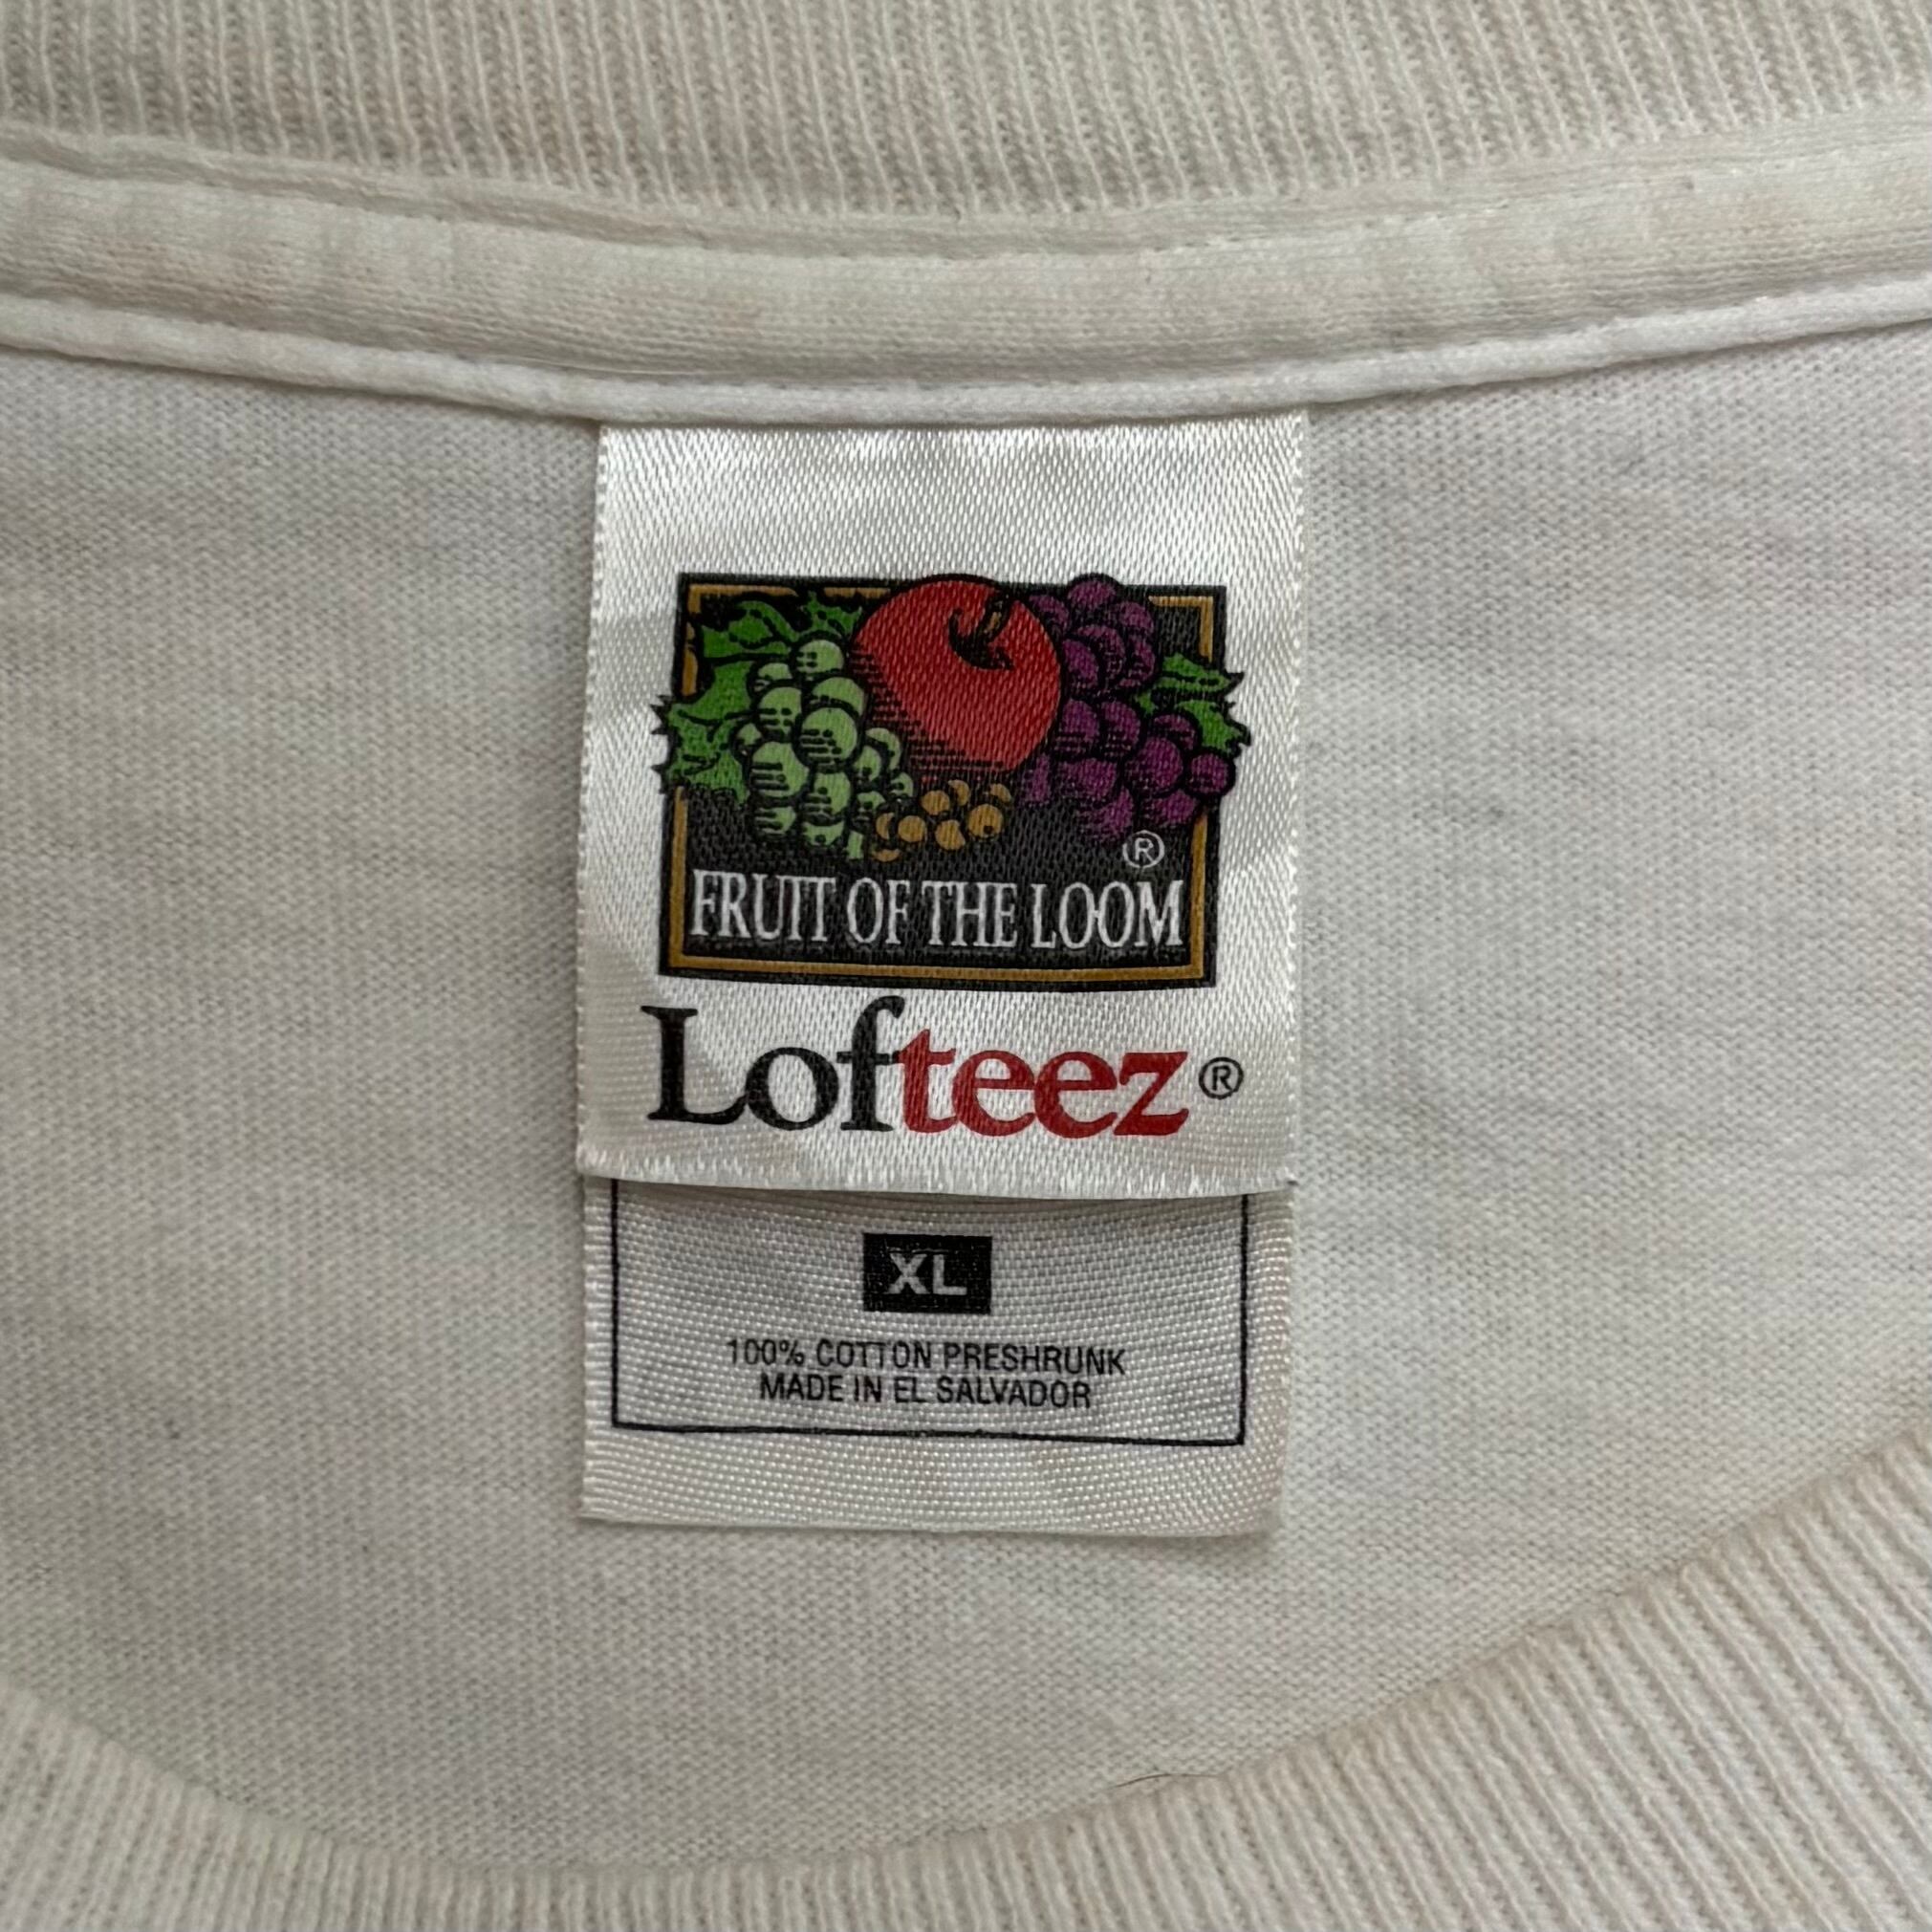 ®
FRUIT OF THE LOOM
Lofteez®
XL
100% COTTON PRESHRUNK
MADE IN EL SALVADOR